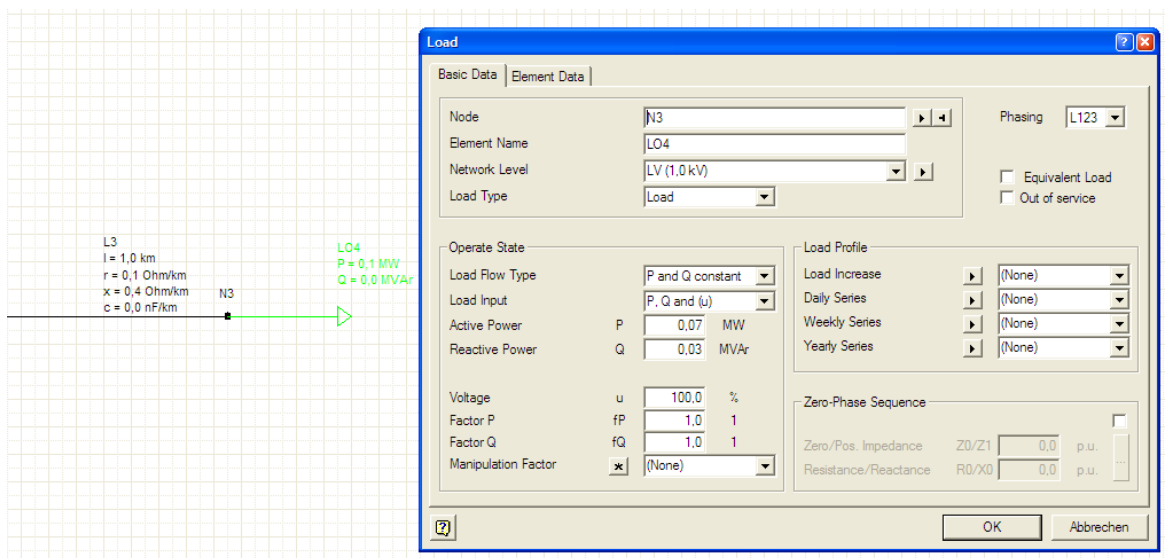 L3
l = 1,0 km
r = 0,1 Ohm/km
x = 0,4 Ohm/km
c = 0,0 nF/km
N3
LO4
P = 0,1 MW
Q = 0,0 MVAr
Load
Basic Data
Element Data
Node N3
Element Name LO4
Network Level LV (1,0 kV)
Load Type Load
Phasing L123
Equivalent Load
Out of service
Operate State
Load Flow Type P and Q constant
Load Input P, Q and (u)
Active Power P 0,07 MW
Reactive Power Q 0,03 MVAr
Voltage u 100,0 %
Factor P fP 1,0 1
Factor Q fQ 1,0 1
Manipulation Factor * (None)
Load Profile
Load Increase (None)
Daily Series (None)
Weekly Series (None)
Yearly Series (None)
Zero-Phase Sequence
Zero/Pos. Impedance Z0/Z1 0,0 p.u.
Resistance/Reactance R0/X0 0,0 p.u.
...
OK
Abbrechen